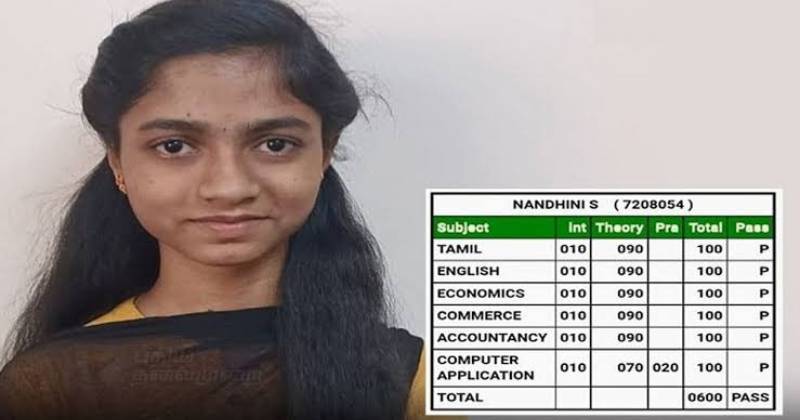 NANDHINI S ( 7208054 )
Subject Int Theory Pra Total Pass
TAMIL 010 090 100 P
ENGLISH 010 090 100 P
ECONOMICS 010 090 100 P
COMMERCE 010 090 100 P
ACCOUNTANCY 010 090 100 P
COMPUTER
APPLICATION 010 070 020 100 P
TOTAL 0600 PASS
புதிய
தலைமுறை